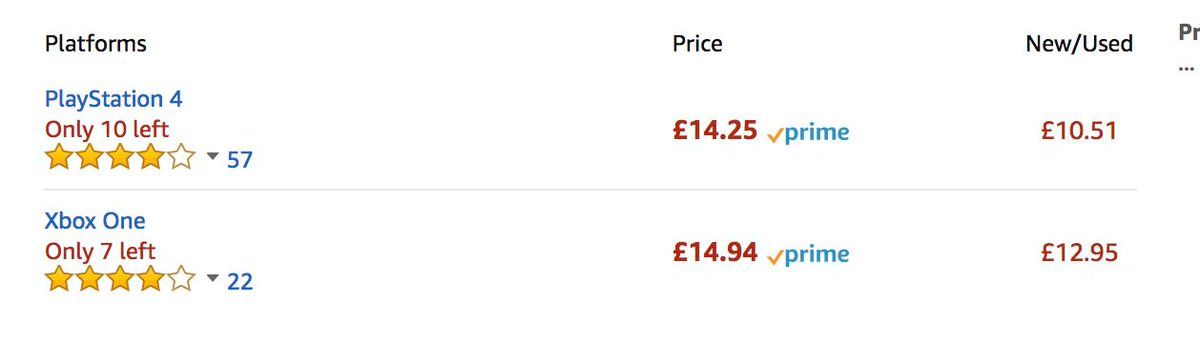 Platforms Price New/Used
PlayStation 4
Only 10 left
£14.25 prime £10.51
57
Xbox One
Only 7 left
£14.94 prime £12.95
22
Pr
...